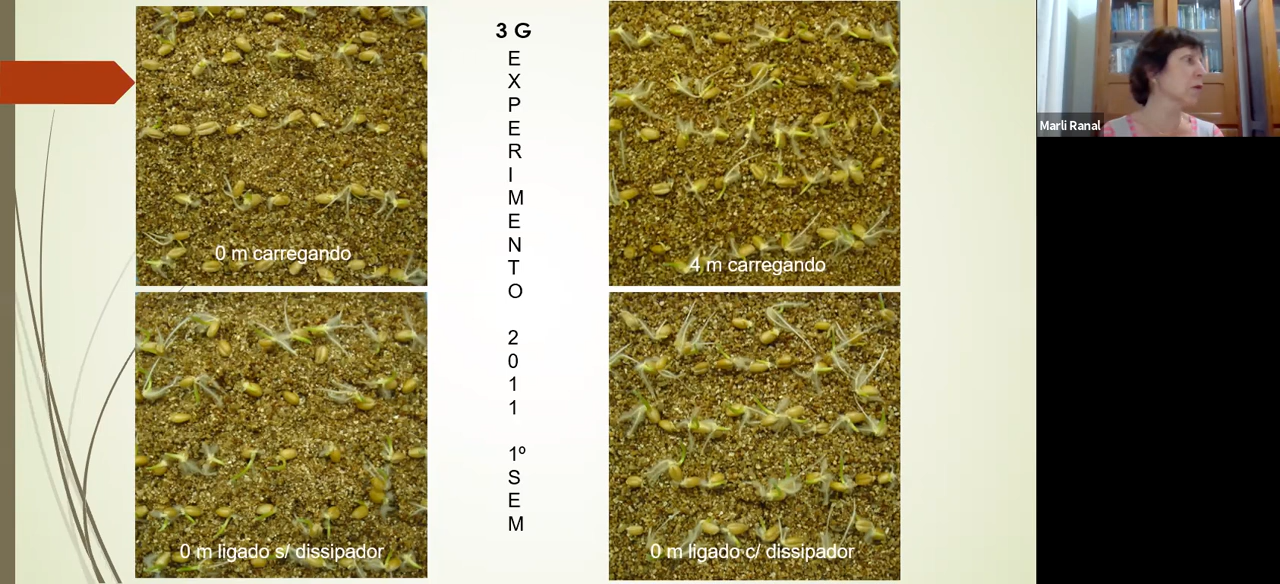 3 G
E
X
P
E
R
I
M
E
N
T
O
2
0
1
1
1º
S
E
M
0 m carregando
4 m carregando
0 m ligado s/ dissipador
0 m ligado c/ dissipador
Marli Ranal